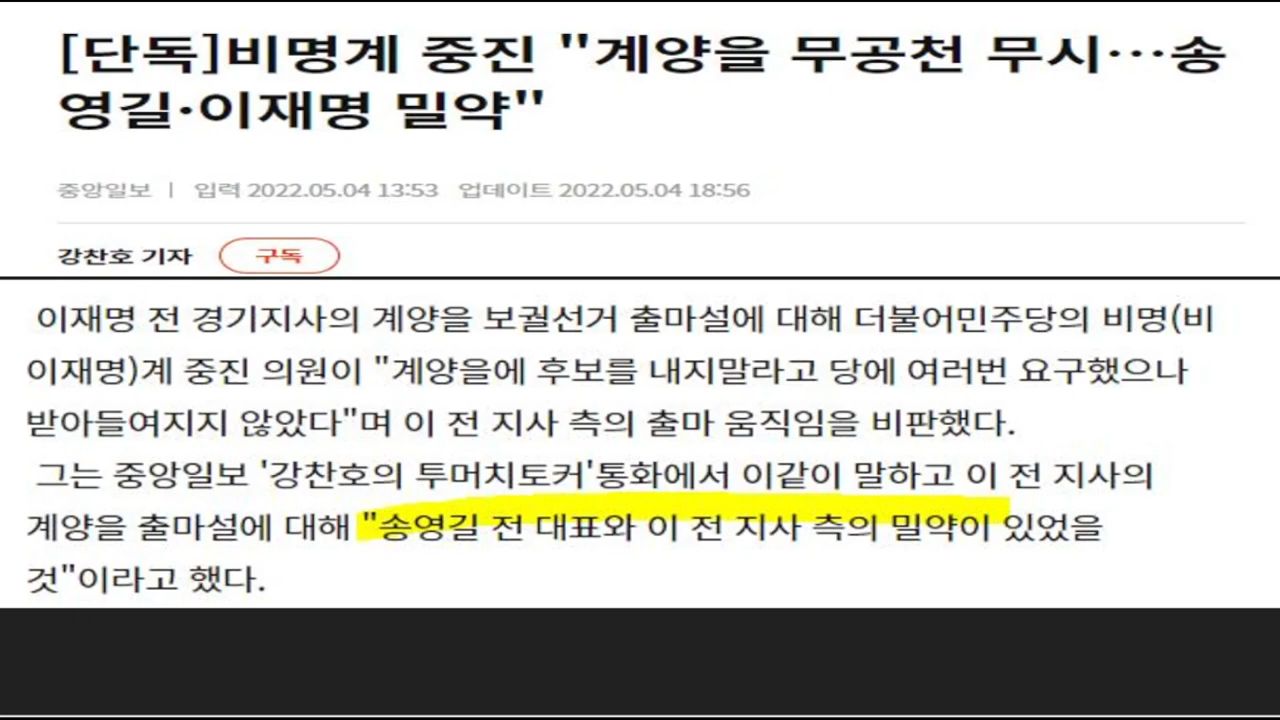 [단독]비명계 중진 "계양을 무공천 무시…송
영길·이재명 밀약"
중앙일보 | 입력 2022.05.04 13:53 업데이트 2022.05.04 18:56
강찬호 기자 구독
이재명 전 경기지사의 계양을 보궐선거 출마설에 대해 더불어민주당의 비명(비
이재명)계 중진 의원이 "계양을에 후보를 내지말라고 당에 여러번 요구했으나
받아들여지지 않았다"며 이 전 지사 측의 출마 움직임을 비판했다.
그는 중앙일보 '강찬호의 투머치토커'통화에서 이같이 말하고 이 전 지사의
계양을 출마설에 대해 "송영길 전 대표와 이 전 지사 측의 밀약이 있었을
것"이라고 했다.